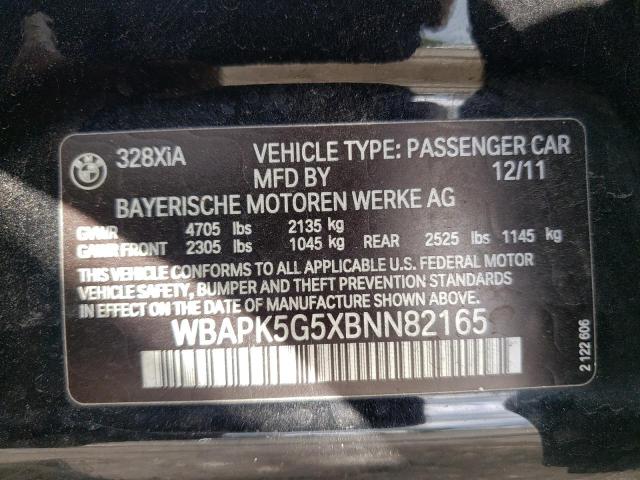 BMW
328XiA VEHICLE TYPE: PASSENGER CAR
MFD BY 12/11
BAYERISCHE MOTOREN WERKE AG
GVWR 4705 lbs 2135 kg
GAWR FRONT 2305 lbs 1045 kg REAR 2525 lbs 1145 kg
THIS VEHICLE CONFORMS TO ALL APPLICABLE U.S. FEDERAL MOTOR
VEHICLE SAFETY, BUMPER AND THEFT PREVENTION STANDARDS
IN EFFECT ON THE DATE OF MANUFACTURE SHOWN ABOVE.
WBAPK5G5XBNN82165
2 122 606